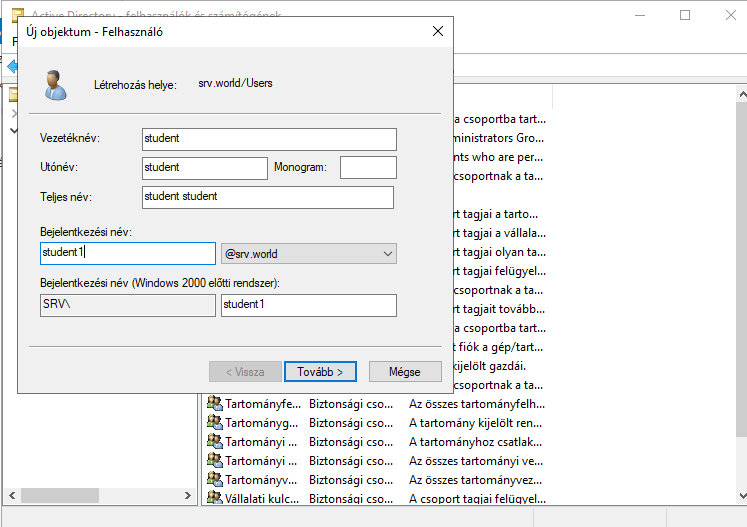 Active Directory - felhasználók és számítógépek
Új objektum - Felhasználó
F
Létrehozás helye: srv.world/Users
Vezetéknév: student
Utónév: student Monogram:
Teljes név: student student
Bejelentkezési név:
student1 @srv.world
Bejelentkezési név (Windows 2000 előtti rendszer):
SRV\ student1
< Vissza Tovább > Mégse
a csoportba tart...
dministrators Gro...
nts who are per...
csoportnak a ta...
rt tagjai a tarto...
rt tagjai a vállala...
rt tagjai olyan ta...
rt tagjai felügyel...
csoportnak a ta...
rt tagjait tovább...
a csoportba tart...
t fiók a gép/tart...
kijelölt gazdái.
csoportnak a ta...
Tartományfe... Biztonsági cso... Az összes tartományfelh...
Tartományg... Biztonsági cso... A tartomány kijelölt ren...
Tartományi ... Biztonsági cso... A tartományhoz csatlak...
Tartományi ... Biztonsági cso... Az összes tartományi ve...
Tartományv... Biztonsági cso... Az összes tartományvez...
Vállalati kulc... Biztonsági cso... A csoport tagjai felügyel...